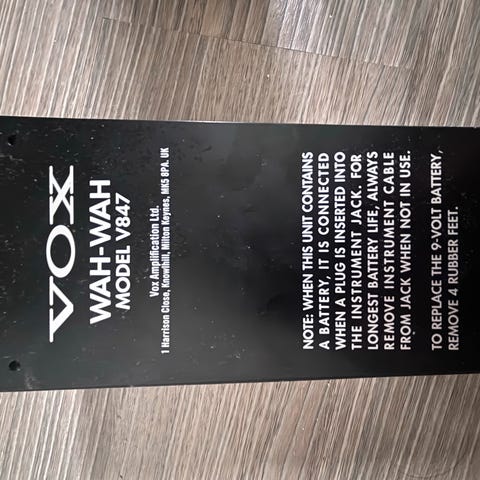 VOX
WAH-WAH
MODEL V847
Vox Amplification Ltd.
1 Harrison Close, Knowlhill, Milton Keynes, MK5 8PA. UK
NOTE: WHEN THIS UNIT CONTAINS
A BATTERY, IT IS CONNECTED
WHEN A PLUG IS INSERTED INTO
THE INSTRUMENT JACK. FOR
LONGEST BATTERY LIFE, ALWAYS
REMOVE INSTRUMENT CABLE
FROM JACK WHEN NOT IN USE.
TO REPLACE THE 9-VOLT BATTERY,
REMOVE 4 RUBBER FEET.